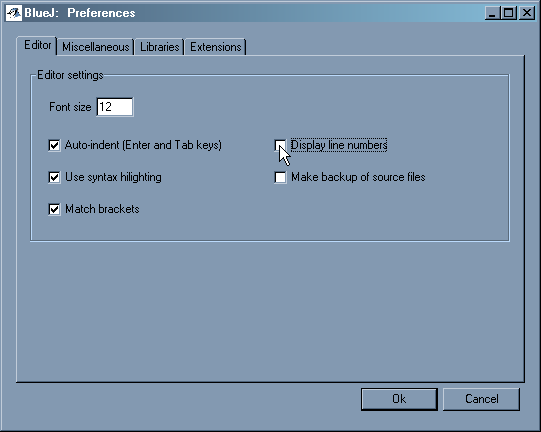 BlueJ: Preferences
Editor Miscellaneous Libraries Extensions
Editor settings
Font size 12
Auto-indent (Enter and Tab keys) Display line numbers
Use syntax hilighting Make backup of source files
Match brackets
Ok Cancel